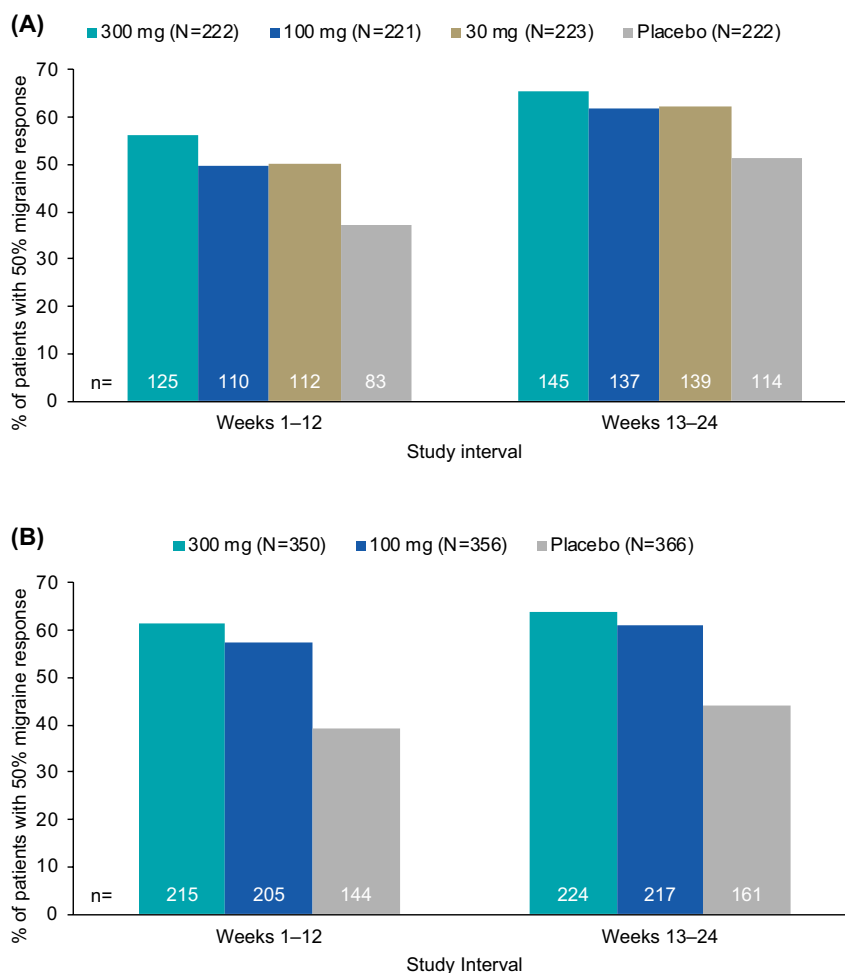 (A)
300 mg (N=222) 100 mg (N=221) 30 mg (N=223) Placebo (N=222)
% of patients with 50% migraine response
70
60
50
40
30
20
10
0
n= 125 110 112 83 145 137 139 114
Weeks 1–12 Weeks 13–24
Study interval
(B)
300 mg (N=350) 100 mg (N=356) Placebo (N=366)
% of patients with 50% migraine response
70
60
50
40
30
20
10
0
n= 215 205 144 224 217 161
Weeks 1–12 Weeks 13–24
Study Interval